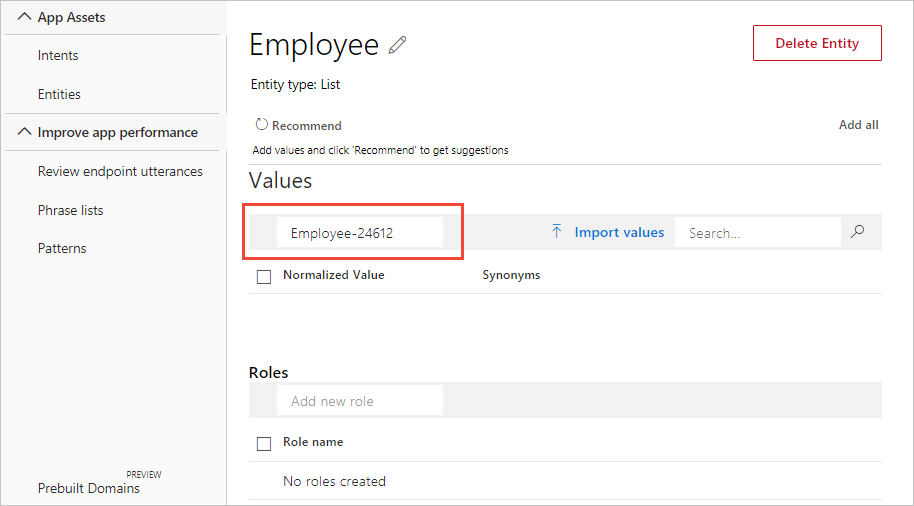 App Assets
Intents
Entities
Improve app performance
Review endpoint utterances
Phrase lists
Patterns
PREVIEW
Prebuilt Domains
Employee
Delete Entity
Entity type: List
Recommend
Add all
Add values and click 'Recommend' to get suggestions
Values
Employee-24612
Import values
Search...
Normalized Value
Synonyms
Roles
Add new role
Role name
No roles created